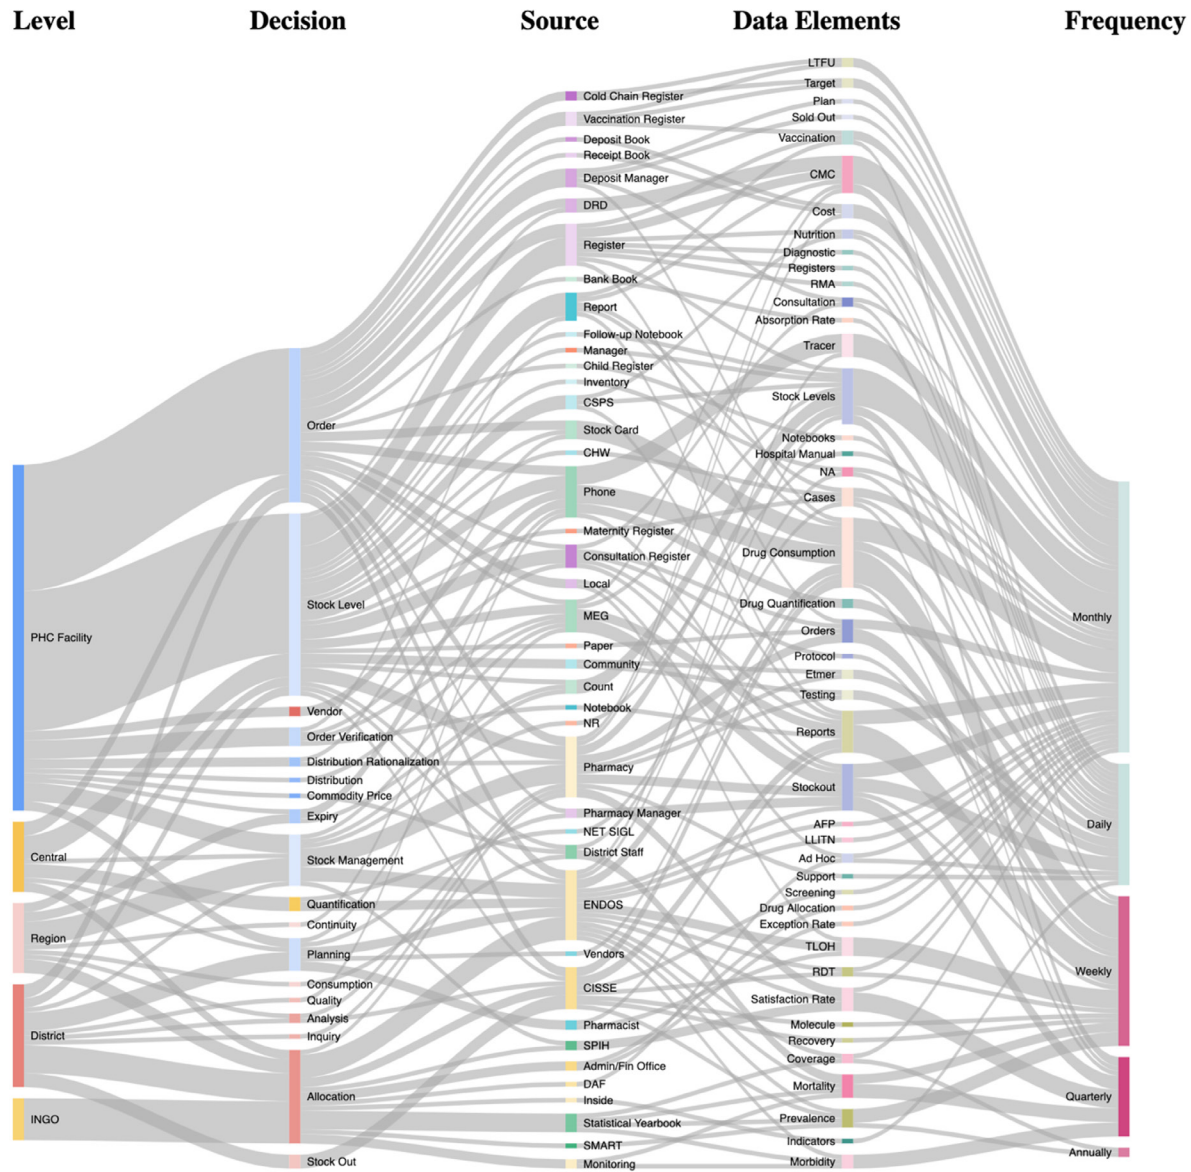 Level
Decision
Source
Data Elements
Frequency
PHC Facility
Central
Region
District
INGO
Order
Stock Level
Vendor
Order Verification
Distribution Rationalization
Distribution
Commodity Price
Expiry
Stock Management
Quantification
Continuity
Planning
Consumption
Quality
Analysis
Inquiry
Allocation
Stock Out
Cold Chain Register
Vaccination Register
Deposit Book
Receipt Book
Deposit Manager
DRD
Register
Bank Book
Report
Follow-up Notebook
Manager
Child Register
Inventory
CSPS
Stock Card
CHW
Phone
Maternity Register
Consultation Register
Local
MEG
Paper
Community
Count
Notebook
NR
Pharmacy
Pharmacy Manager
NET SIGL
District Staff
ENDOS
Vendors
CISSE
Pharmacist
SPIH
Admin/Fin Office
DAF
Inside
Statistical Yearbook
SMART
Monitoring
LTFU
Target
Plan
Sold Out
Vaccination
CMC
Cost
Nutrition
Diagnostic
Registers
RMA
Consultation
Absorption Rate
Tracer
Stock Levels
Notebooks
Hospital Manual
NA
Cases
Drug Consumption
Drug Quantification
Orders
Protocol
Etmer
Testing
Reports
Stockout
AFP
LLITN
Ad Hoc
Support
Screening
Drug Allocation
Exception Rate
TLOH
RDT
Satisfaction Rate
Molecule
Recovery
Coverage
Mortality
Prevalence
Indicators
Morbidity
Monthly
Daily
Weekly
Quarterly
Annually